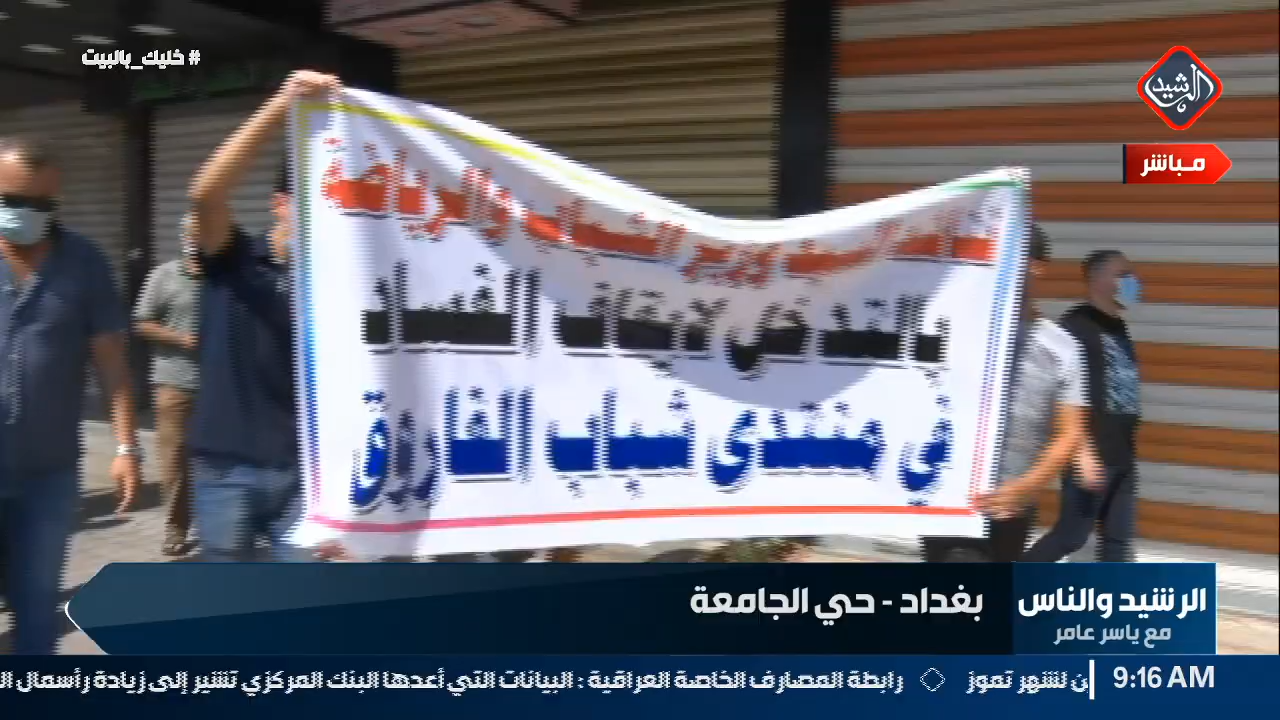 # خليك_بالبيت
الرشيد
مباشر
السيد وزير الشباب والرياضة
بالتدخل لايقاف الفساد
في منتدى شباب الفاروق
الرشيد والناس
مع ياسر عامر
بغداد - حي الجامعة
9:16 AM
ن لشهر تموز ◇ رابطة المصارف الخاصة العراقية : البيانات التي أعدها البنك المركزي تشير إلى زيادة رأسمال ال